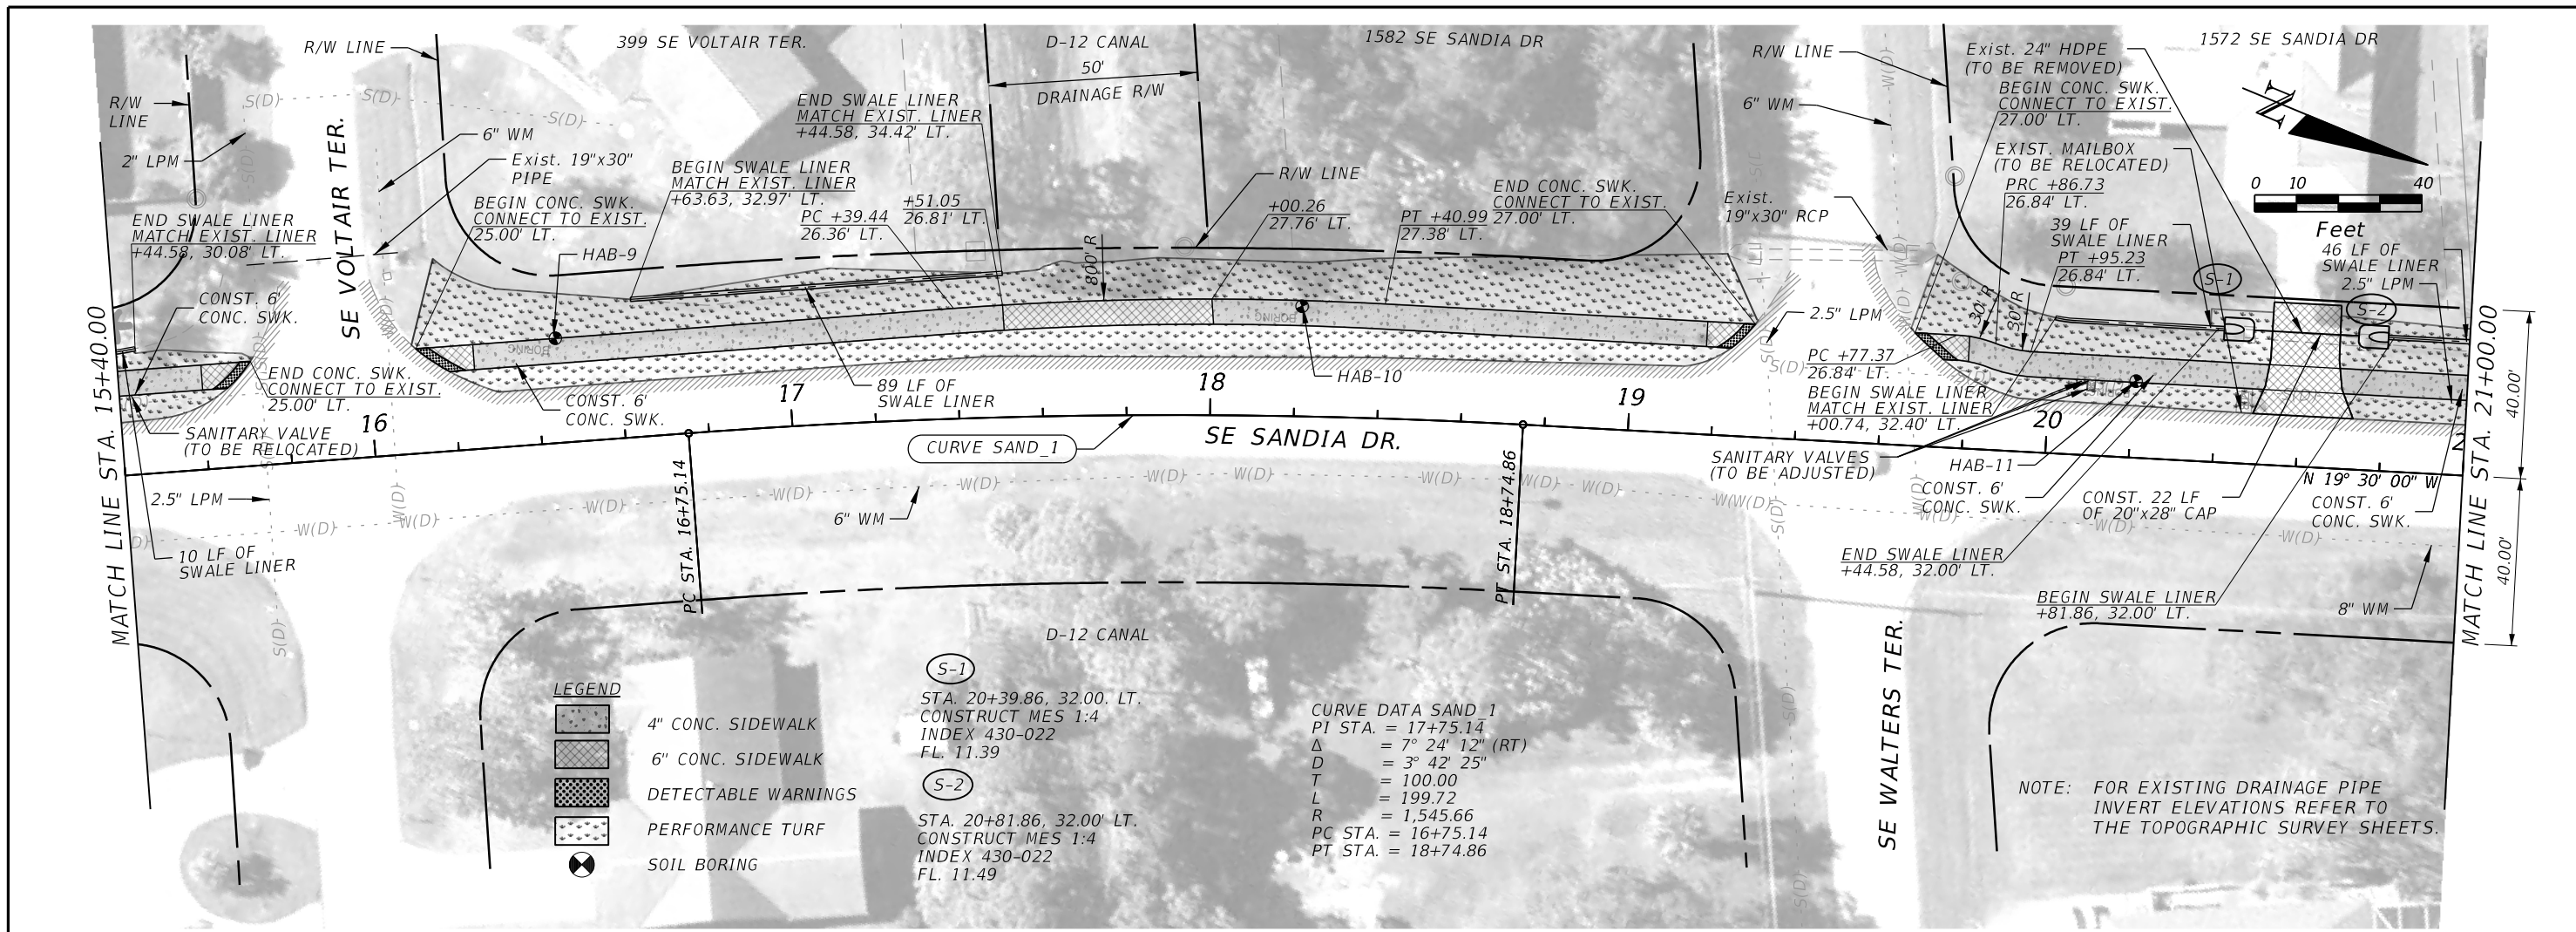 R/W LINE
399 SE VOLTAIR TER.
D-12 CANAL
50'
DRAINAGE R/W
1582 SE SANDIA DR
R/W LINE
Exist. 24" HDPE
(TO BE REMOVED)
1572 SE SANDIA DR
R/W
LINE
2" LPM
6" WM
Exist. 19"x30"
PIPE
END SWALE LINER
MATCH EXIST. LINER
+44.58, 34.42' LT.
BEGIN SWALE LINER
MATCH EXIST. LINER
+63.63, 32.97' LT.
BEGIN CONC. SWK.
CONNECT TO EXIST.
25.00' LT.
PC +39.44
26.36' LT.
+51.05
26.81' LT.
R/W LINE
+00.26
27.76' LT.
PT +40.99
27.38' LT.
END CONC. SWK.
CONNECT TO EXIST.
27.00' LT.
6" WM
Exist.
19"x30" RCP
BEGIN CONC. SWK.
CONNECT TO EXIST.
27.00' LT.
EXIST. MAILBOX
(TO BE RELOCATED)
PRC +86.73
26.84' LT.
39 LF OF
SWALE LINER
PT +95.23
26.84' LT.
N
0 10 40
Feet
46 LF OF
SWALE LINER
2.5" LPM
S-1
S-2
END SWALE LINER
MATCH EXIST. LINER
+44.58, 30.08' LT.
SE VOLTAIR TER.
HAB-9
800' R
30' R
30' R
CONST. 6'
CONC. SWK.
END CONC. SWK.
CONNECT TO EXIST.
25.00' LT.
SANITARY VALVE
(TO BE RELOCATED)
MATCH LINE STA. 15+40.00
16
17
18
19
20
2
BORING
BORING
CONST. 6'
CONC. SWK.
89 LF OF
SWALE LINER
HAB-10
2.5" LPM
PC +77.37
26.84' LT.
BEGIN SWALE LINER
MATCH EXIST. LINER
+00.74, 32.40' LT.
CURVE SAND_1
SE SANDIA DR.
SANITARY VALVES
(TO BE ADJUSTED)
HAB-11
CONST. 6'
CONC. SWK.
CONST. 22 LF
OF 20"x28" CAP
N 19° 30' 00" W
CONST. 6'
CONC. SWK.
MATCH LINE STA. 21+00.00
40.00'
40.00'
2.5" LPM
10 LF OF
SWALE LINER
6" WM
PC STA. 16+75.14
PT STA. 18+74.86
END SWALE LINER
+44.58, 32.00' LT.
BEGIN SWALE LINER
+81.86, 32.00' LT.
8" WM
SE WALTERS TER.
D-12 CANAL
LEGEND
4" CONC. SIDEWALK
6" CONC. SIDEWALK
DETECTABLE WARNINGS
PERFORMANCE TURF
SOIL BORING
S-1
STA. 20+39.86, 32.00. LT.
CONSTRUCT MES 1:4
INDEX 430-022
FL. 11.39
S-2
STA. 20+81.86, 32.00' LT.
CONSTRUCT MES 1:4
INDEX 430-022
FL. 11.49
CURVE DATA SAND_1
PI STA. = 17+75.14
Δ = 7° 24' 12" (RT)
D = 3° 42' 25"
T = 100.00
L = 199.72
R = 1,545.66
PC STA. = 16+75.14
PT STA. = 18+74.86
NOTE: FOR EXISTING DRAINAGE PIPE
INVERT ELEVATIONS REFER TO
THE TOPOGRAPHIC SURVEY SHEETS.
S(D)
S(D)
S(D)
S(D)
W(D)
W(D)
W(D)
W(D)
W(D)
W(D)
W(D)
W(D)
W(D)
W(D)
W(D)
W(D)
S(D)
S(D)
S(D)